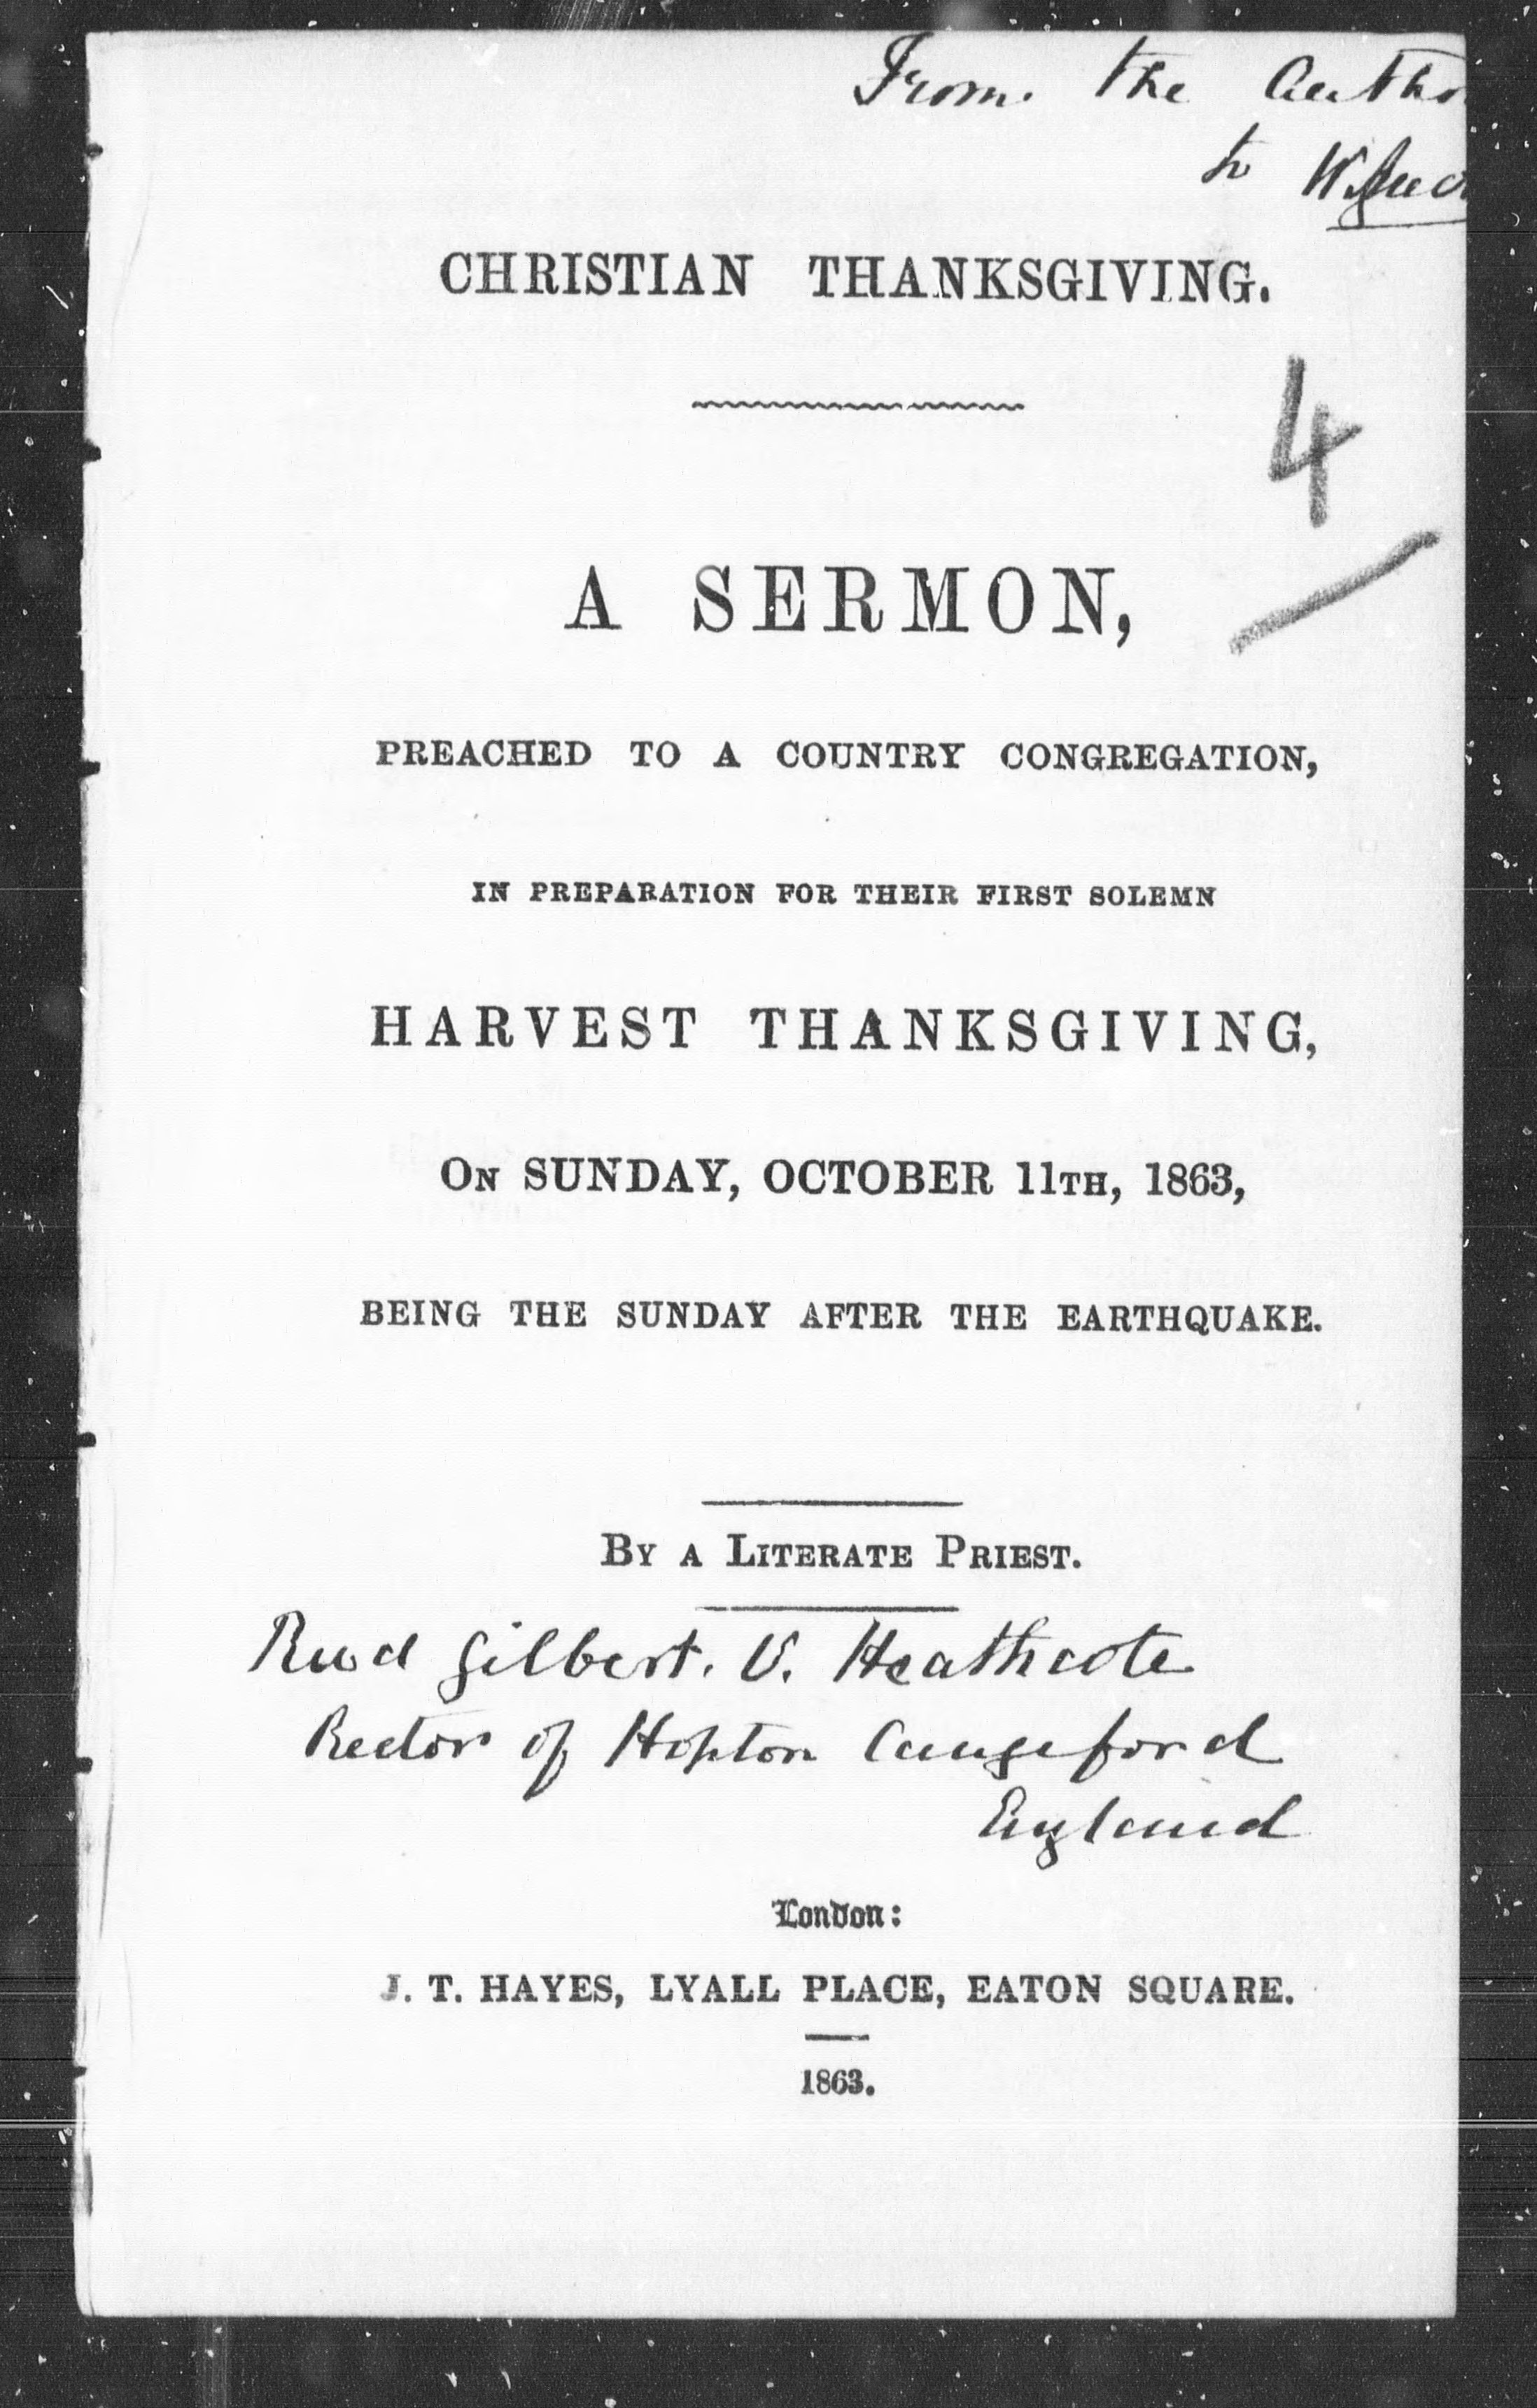 From the Autho
to W.
CHRISTIAN THANKSGIVING.
4
A SERMON,
PREACHED TO A COUNTRY CONGREGATION,
IN PREPARATION FOR THEIR FIRST SOLEMN
HARVEST THANKSGIVING,
ON SUNDAY, OCTOBER 11TH, 1863,
BEING THE SUNDAY AFTER THE EARTHQUAKE.
BY A LITERATE PRIEST.
Revd Gilbert. V. Heathcote
Rector of Hopton Cangeford
England
London:
J. T. HAYES, LYALL PLACE, EATON SQUARE.
1863.